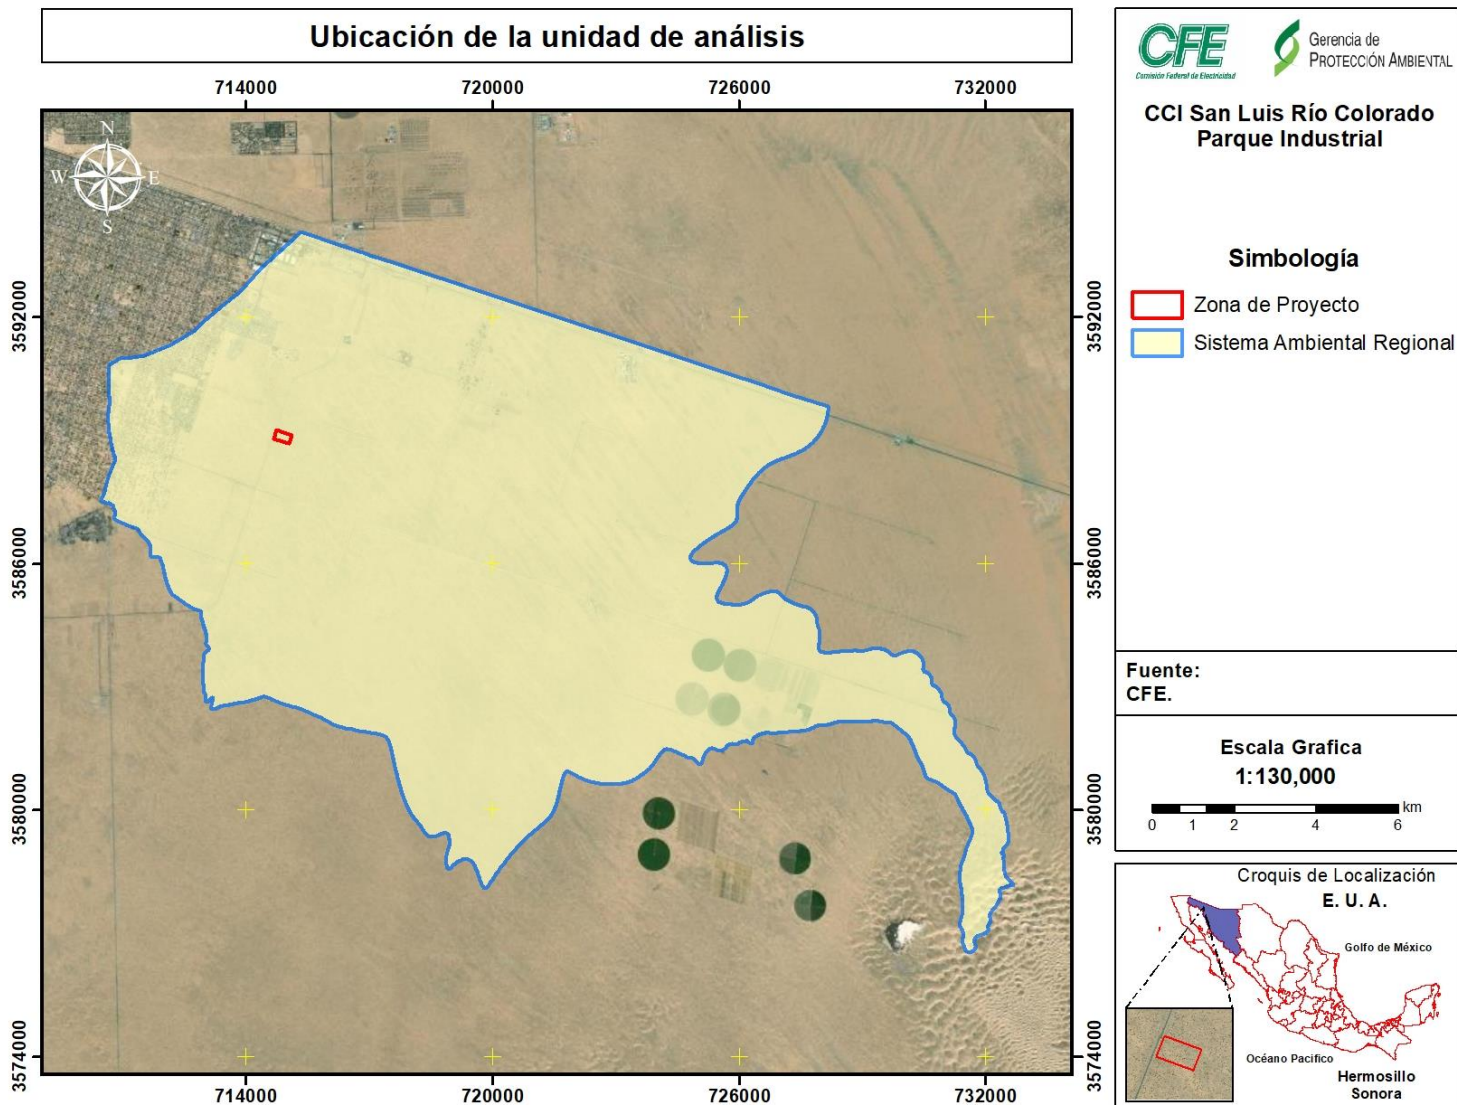 Ubicación de la unidad de análisis
714000 720000 726000 732000
N
W E
S
3592000 3592000
3586000 3586000
3580000 3580000
3574000 3574000
714000 720000 726000 732000
CFE
Comisión Federal de Electricidad
Gerencia de
PROTECCIÓN AMBIENTAL
CCI San Luis Río Colorado
Parque Industrial
Simbología
Zona de Proyecto
Sistema Ambiental Regional
Fuente:
CFE.
Escala Grafica
1:130,000
km
0 1 2 4 6
Croquis de Localización
E. U. A.
Golfo de México
Océano Pacifico
Hermosillo
Sonora